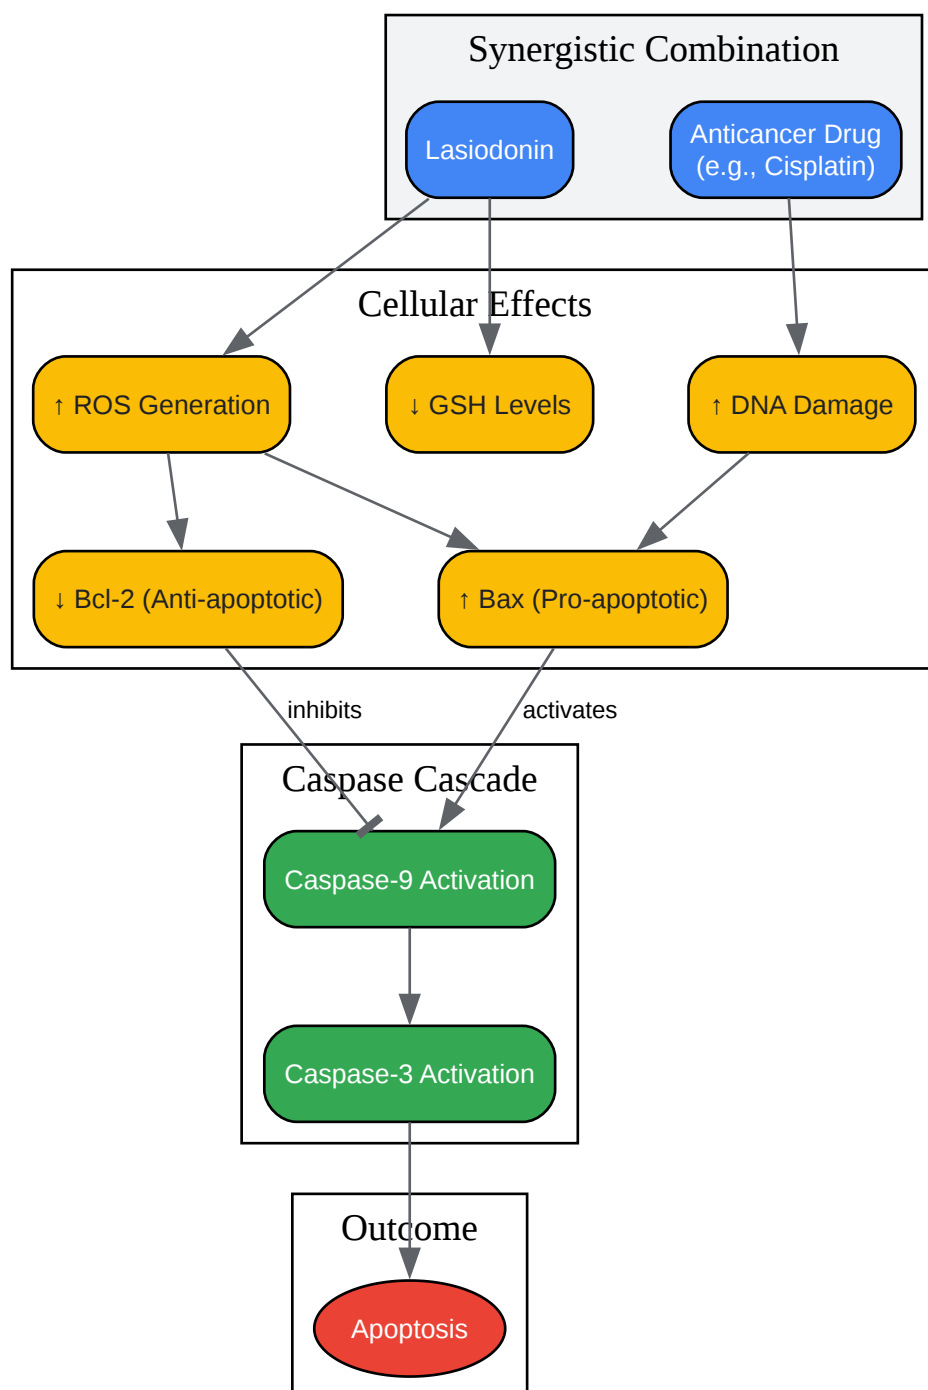 Synergistic Combination
Lasiodonin
Anticancer Drug
(e.g., Cisplatin)
Cellular Effects
↑ ROS Generation
↓ GSH Levels
↑ DNA Damage
↓ Bcl-2 (Anti-apoptotic)
↑ Bax (Pro-apoptotic)
inhibits
activates
Caspase Cascade
Caspase-9 Activation
Caspase-3 Activation
Outcome
Apoptosis